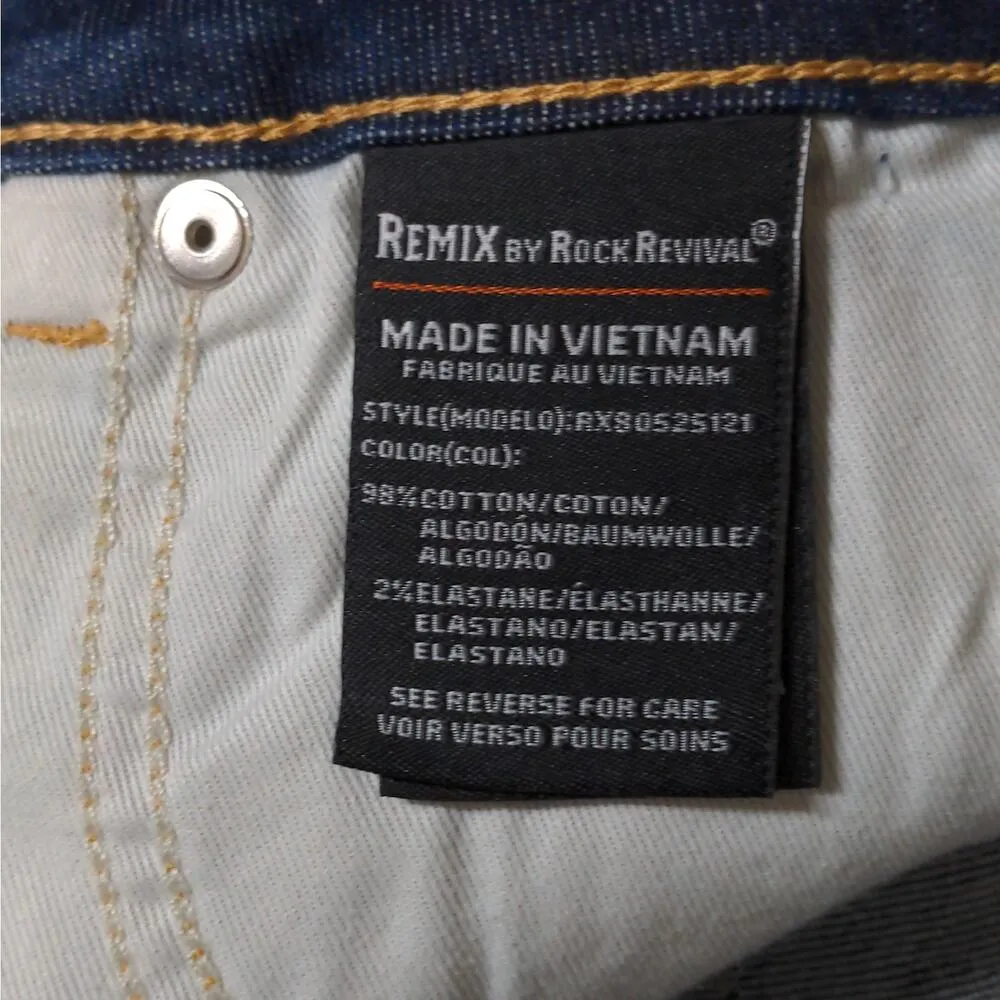 REMIX BY ROCK REVIVAL®
MADE IN VIETNAM
FABRIQUE AU VIETNAM
STYLE(MODELO):RX80525121
COLOR(COL):
98%COTTON/COTON/
ALGODÓN/BAUMWOLLE/
ALGODÃO
2%ELASTANE/ÉLASTHANNE/
ELASTANO/ELASTAN/
ELASTANO
SEE REVERSE FOR CARE
VOIR VERSO POUR SOINS